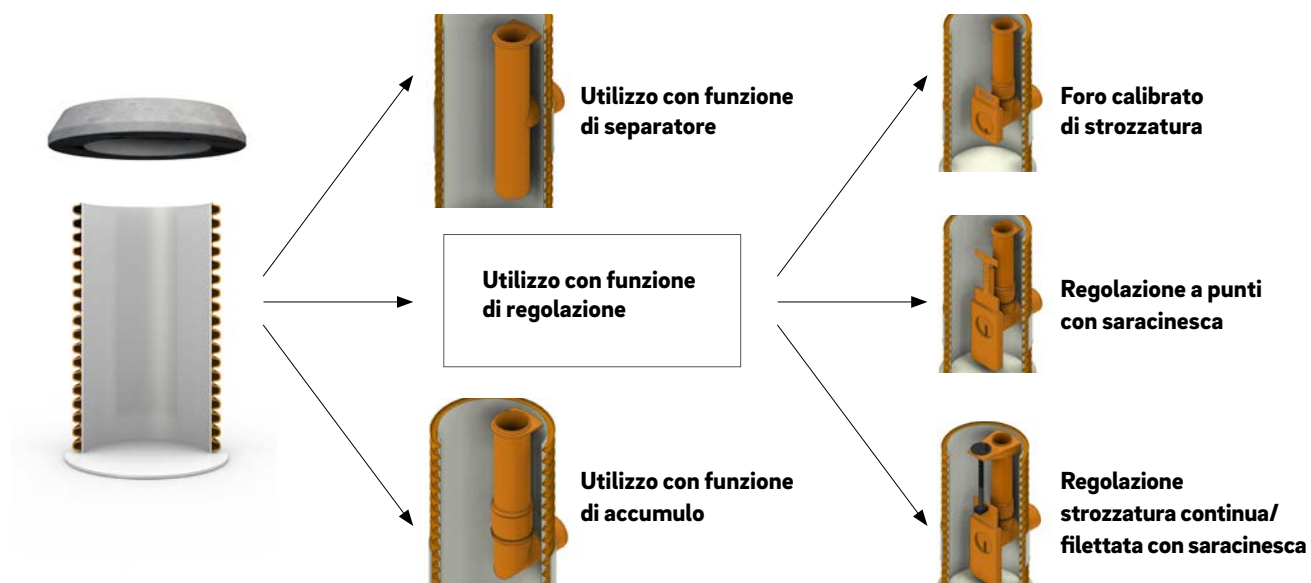 Utilizzo con funzione
di separatore
Utilizzo con funzione
di regolazione
Utilizzo con funzione
di accumulo
Foro calibrato
di strozzatura
Regolazione a punti
con saracinesca
Regolazione
strozzatura continua/
filettata con saracinesca